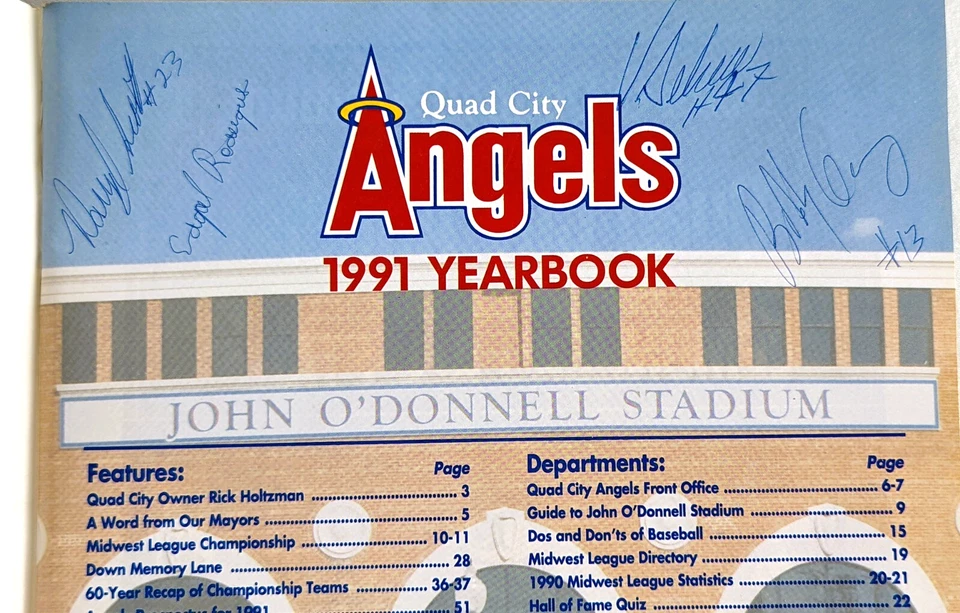 Quad City
Angels
1991 YEARBOOK
#23
Edgal Rodriguez
#47
#13
JOHN O'DONNELL STADIUM
Features: Page
Quad City Owner Rick Holtzman 3
A Word from Our Mayors 5
Midwest League Championship 10-11
Down Memory Lane 28
60-Year Recap of Championship Teams 36-37
1991 51
Departments: Page
Quad City Angels Front Office 6-7
Guide to John O'Donnell Stadium 9
Dos and Don'ts of Baseball 15
Midwest League Directory 19
1990 Midwest League Statistics 20-21
Hall of Fame Quiz 22